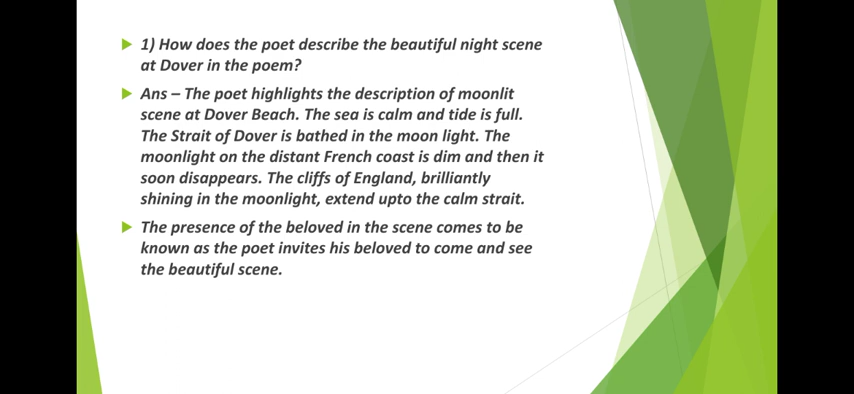 1) How does the poet describe the beautiful night scene
at Dover in the poem?
Ans – The poet highlights the description of moonlit
scene at Dover Beach. The sea is calm and tide is full.
The Strait of Dover is bathed in the moon light. The
moonlight on the distant French coast is dim and then it
soon disappears. The cliffs of England, brilliantly
shining in the moonlight, extend upto the calm strait.
The presence of the beloved in the scene comes to be
known as the poet invites his beloved to come and see
the beautiful scene.